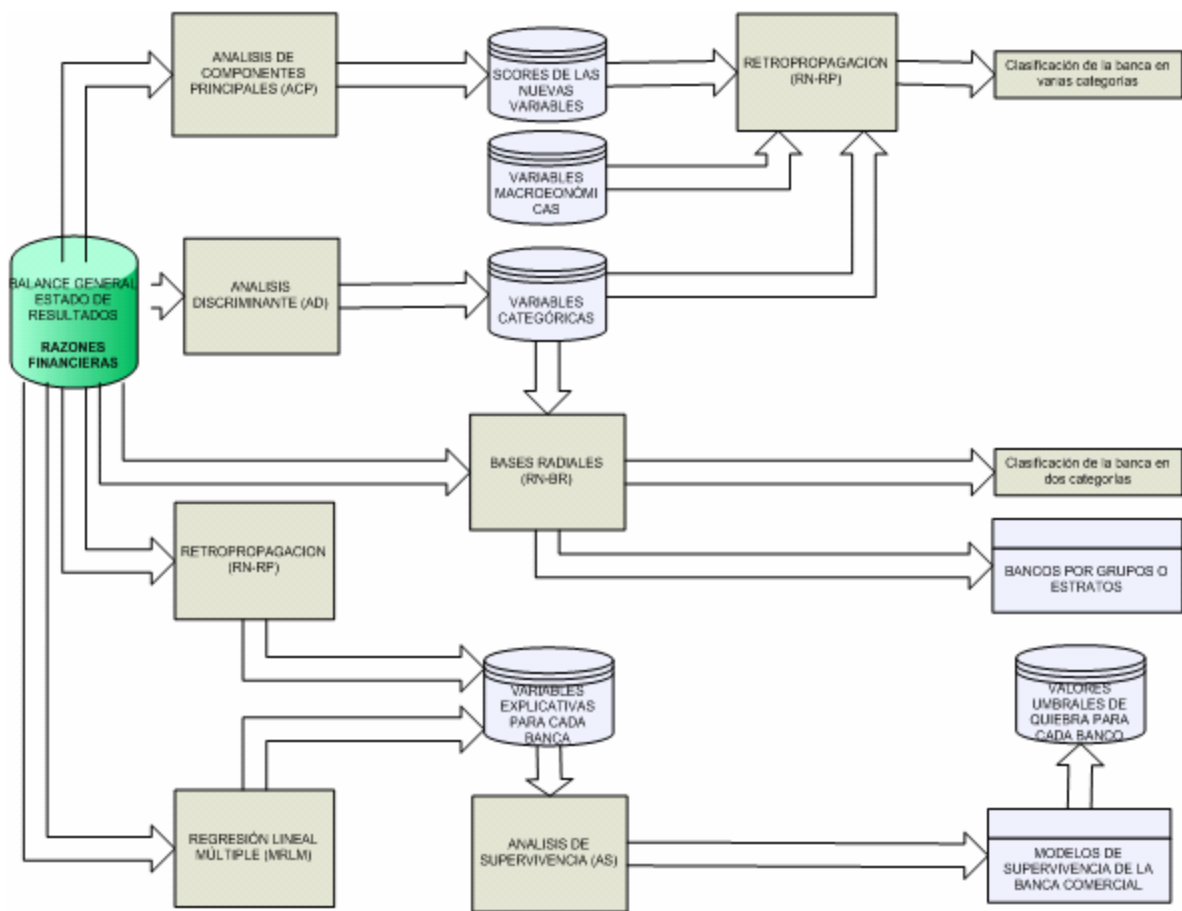 ANALISIS DE
COMPONENTES
PRINCIPALES (ACP)
SCORES DE LAS
NUEVAS
VARIABLES
RETROPROPAGACION
(RN-RP)
Clasificación de la banca en
varias categorías
VARIABLES
MACROEONÓMI
CAS
BALANCE GENERAL
ESTADO DE
RESULTADOS
RAZONES
FINANCIERAS
ANALISIS
DISCRIMINANTE (AD)
VARIABLES
CATEGÓRICAS
BASES RADIALES
(RN-BR)
Clasificación de la banca en
dos categorías
RETROPROPAGACION
(RN-RP)
BANCOS POR GRUPOS O
ESTRATOS
VARIABLES
EXPLICATIVAS
PARA CADA
BANCA
VALORES
UMBRALES DE
QUIEBRA PARA
CADA BANCO
REGRESIÓN LINEAL
MÚLTIPLE (MRLM)
ANALISIS DE
SUPERVIVENCIA (AS)
MODELOS DE
SUPERVIVENCIA DE LA
BANCA COMERCIAL